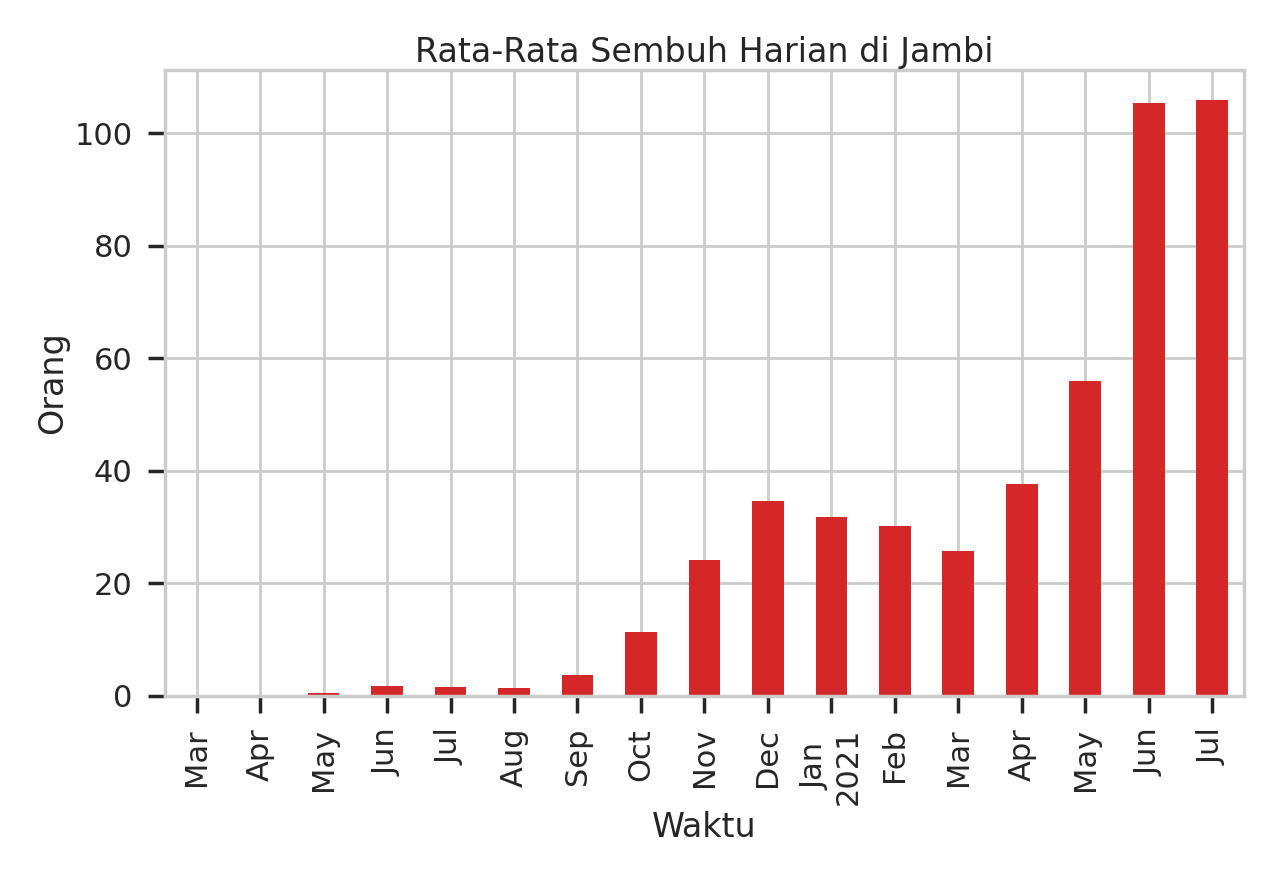 Rata-Rata Sembuh Harian di Jambi
Orang
100
80
60
40
20
0
Mar
Apr
May
Jun
Jul
Aug
Sep
Oct
Nov
Dec
Jan
2021
Feb
Mar
Apr
May
Jun
Jul
Waktu